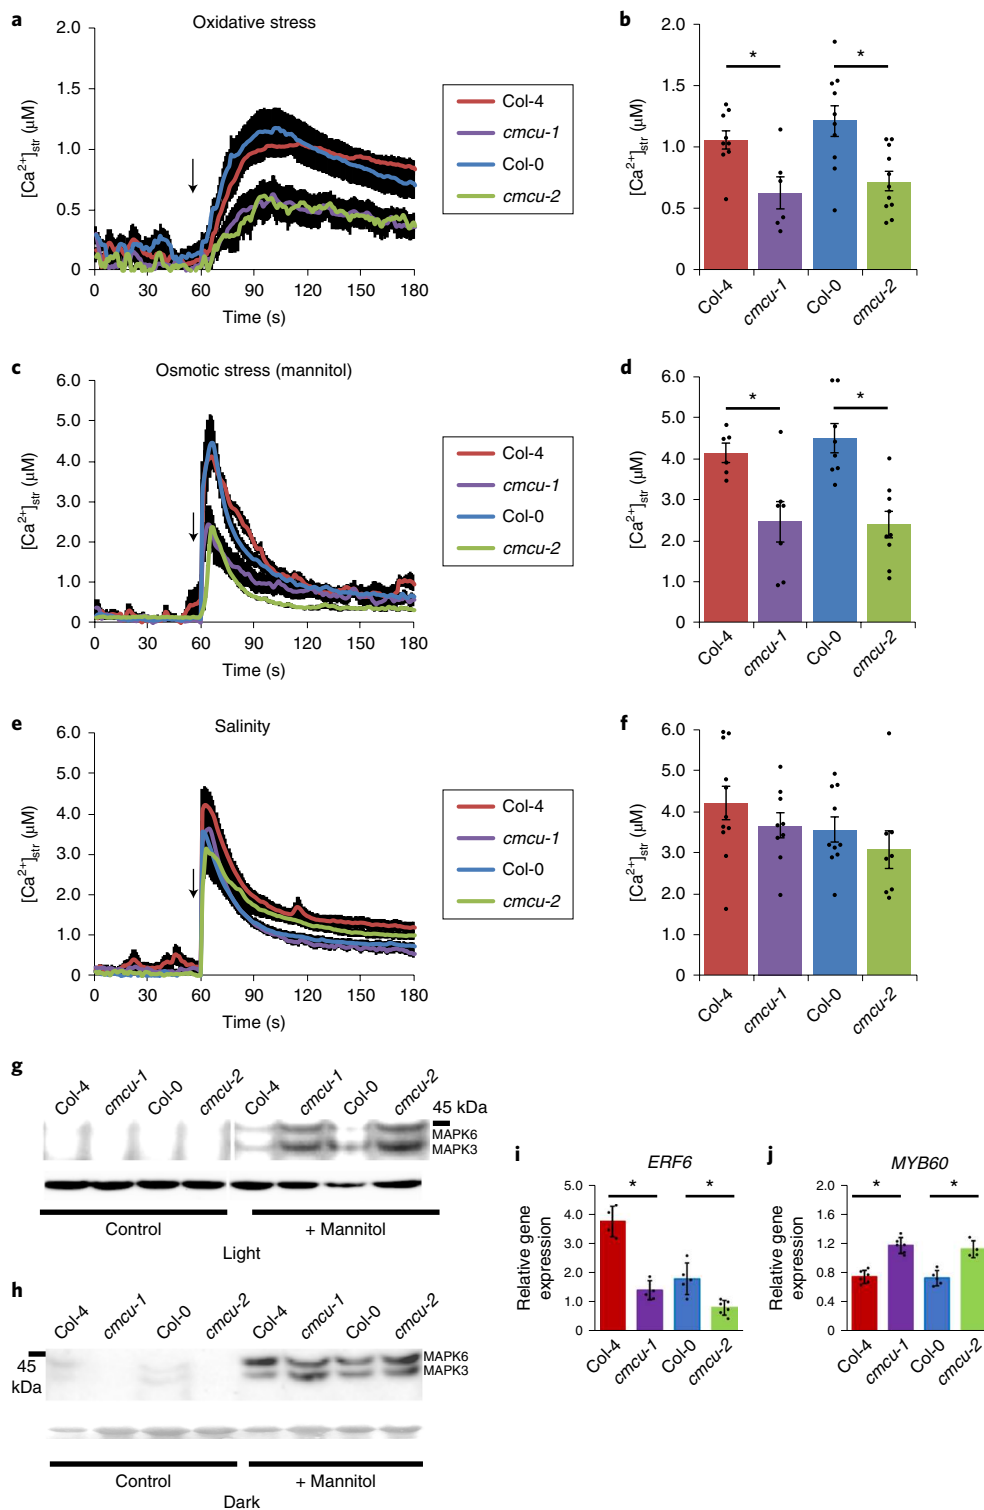 a
Oxidative stress
2.0
1.5
1.0
0.5
0
[Ca2+]str (μM)
0 30 60 90 120 150 180
Time (s)
Col-4
cmcu-1
Col-0
cmcu-2
b
2.0
1.5
1.0
0.5
0
[Ca2+]str (μM)
* *
Col-4 cmcu-1 Col-0 cmcu-2
c
Osmotic stress (mannitol)
6.0
5.0
4.0
3.0
2.0
1.0
0
[Ca2+]str (μM)
0 30 60 90 120 150 180
Time (s)
Col-4
cmcu-1
Col-0
cmcu-2
d
6.0
5.0
4.0
3.0
2.0
1.0
0
[Ca2+]str (μM)
* *
Col-4 cmcu-1 Col-0 cmcu-2
e
Salinity
6.0
5.0
4.0
3.0
2.0
1.0
0
[Ca2+]str (μM)
0 30 60 90 120 150 180
Time (s)
Col-4
cmcu-1
Col-0
cmcu-2
f
6.0
5.0
4.0
3.0
2.0
1.0
0
[Ca2+]str (μM)
Col-4 cmcu-1 Col-0 cmcu-2
g
Col-4 cmcu-1 Col-0 cmcu-2 Col-4 cmcu-1 Col-0 cmcu-2
45 kDa
MAPK6
MAPK3
Control + Mannitol
Light
h
Col-4 cmcu-1 Col-0 cmcu-2 Col-4 cmcu-1 Col-0 cmcu-2
45
kDa
MAPK6
MAPK3
Control + Mannitol
Dark
i
ERF6
5.0
4.0
3.0
2.0
1.0
0
Relative gene
expression
* *
Col-4 cmcu-1 Col-0 cmcu-2
j
MYB60
2.0
1.6
1.2
0.8
0.4
0
Relative gene
expression
* *
Col-4 cmcu-1 Col-0 cmcu-2